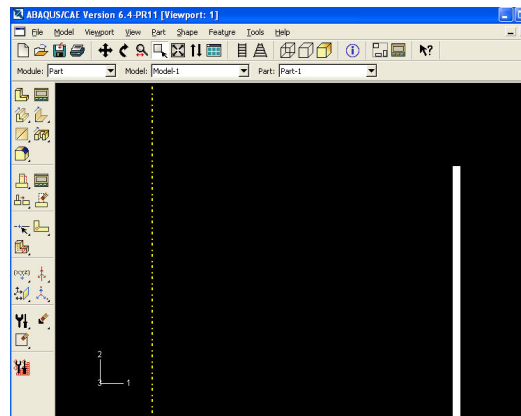 ABAQUS/CAE Version 6.4-PR11 [Viewport: 1]
File Model Viewport View Part Shape Feature Tools Help
Module: Part Model: Model-1 Part: Part-1
(XYZ)
2
3 1